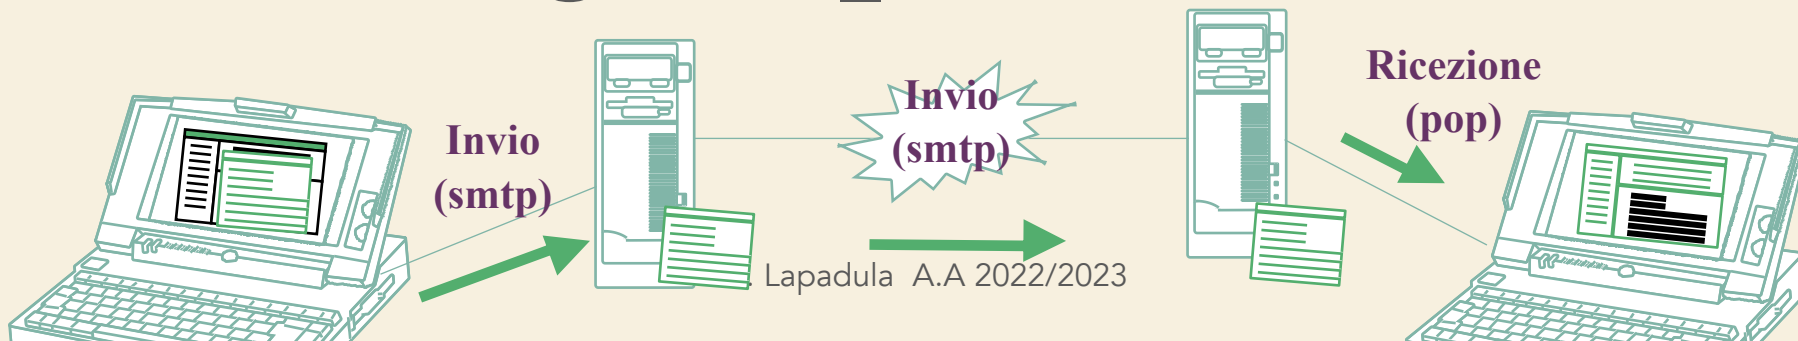 Invio
(smtp)
Invio
(smtp)
Ricezione
(pop)
. Lapadula A.A 2022/2023